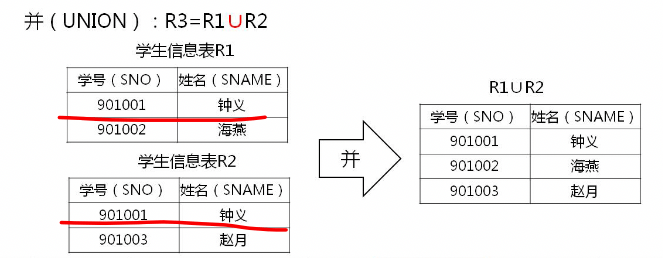 并（UNION）：R3=R1∪R2
学生信息表R1
学号（SNO） 姓名（SNAME）
901001 钟义
901002 海燕
学生信息表R2
学号（SNO） 姓名（SNAME）
901001 钟义
901003 赵月
并
R1∪R2
学号（SNO） 姓名（SNAME）
901001 钟义
901002 海燕
901003 赵月